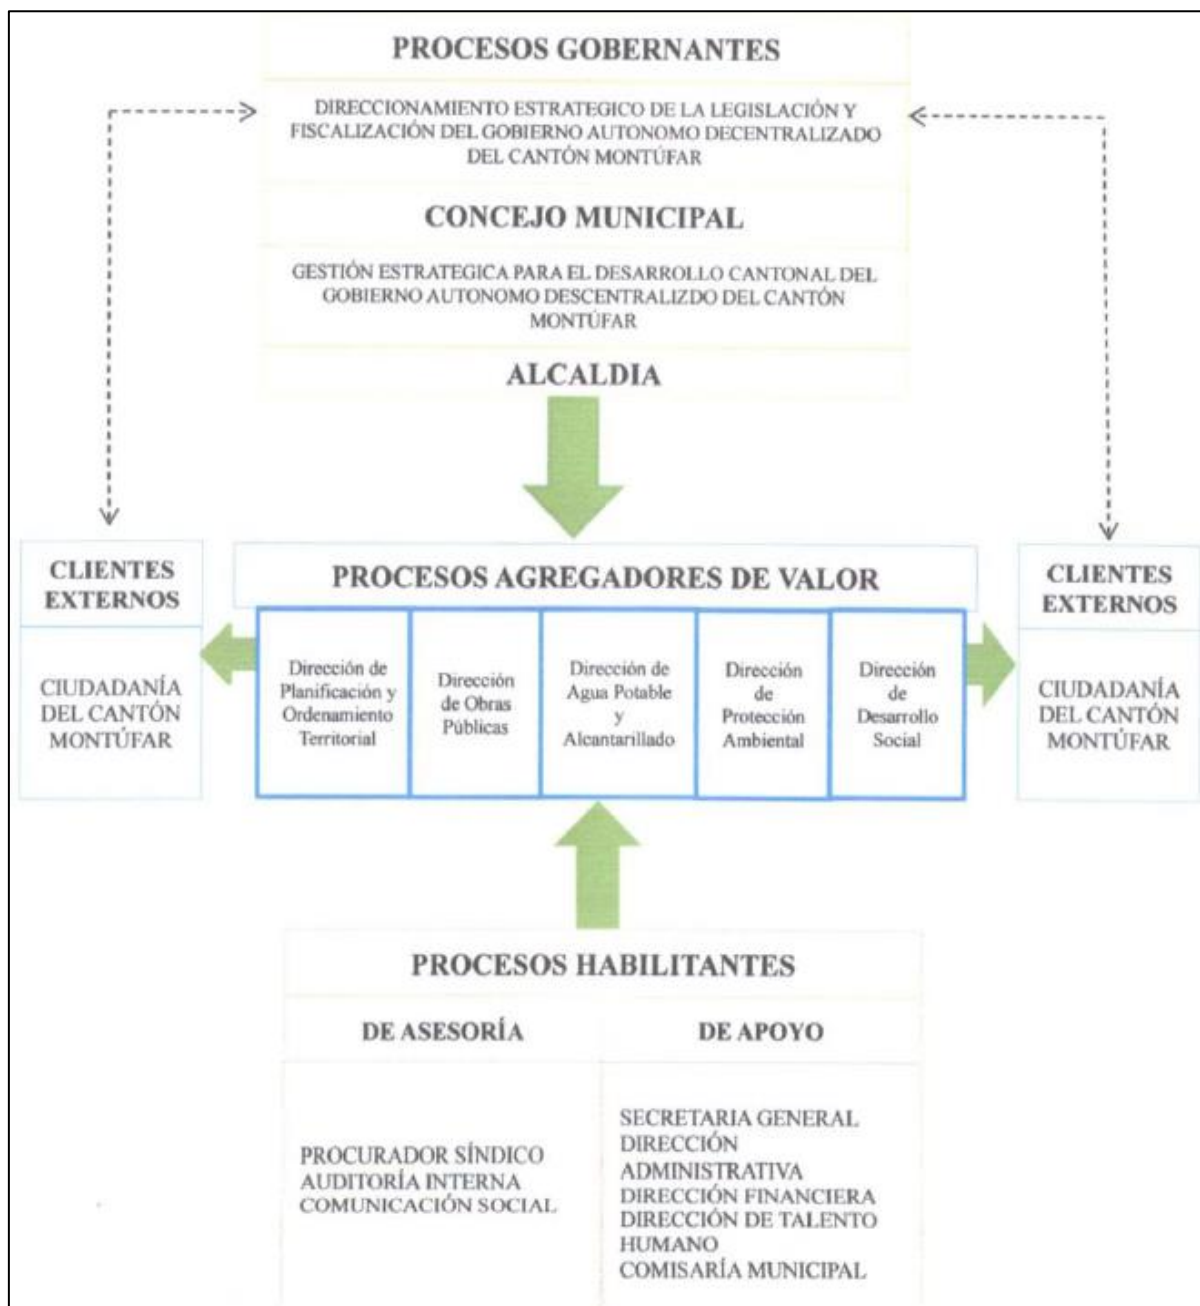 PROCESOS GOBERNANTES
DIRECCIONAMIENTO ESTRATEGICO DE LA LEGISLACIÓN Y
FISCALIZACIÓN DEL GOBIERNO AUTONOMO DECENTRALIZADO
DEL CANTÓN MONTÚFAR
CONCEJO MUNICIPAL
GESTIÓN ESTRATEGICA PARA EL DESARROLLO CANTONAL DEL
GOBIERNO AUTONOMO DESCENTRALIZDO DEL CANTÓN
MONTÚFAR
ALCALDIA
CLIENTES
EXTERNOS
CIUDADANÍA
DEL CANTÓN
MONTÚFAR
PROCESOS AGREGADORES DE VALOR
Dirección de
Planificación y
Ordenamiento
Territorial
Dirección
de Obras
Públicas
Dirección de
Agua Potable
y
Alcantarillado
Dirección
de
Protección
Ambiental
Dirección
de
Desarrollo
Social
CLIENTES
EXTERNOS
CIUDADANÍA
DEL CANTÓN
MONTÚFAR
PROCESOS HABILITANTES
DE ASESORÍA
PROCURADOR SÍNDICO
AUDITORÍA INTERNA
COMUNICACIÓN SOCIAL
DE APOYO
SECRETARIA GENERAL
DIRECCIÓN
ADMINISTRATIVA
DIRECCIÓN FINANCIERA
DIRECCIÓN DE TALENTO
HUMANO
COMISARÍA MUNICIPAL